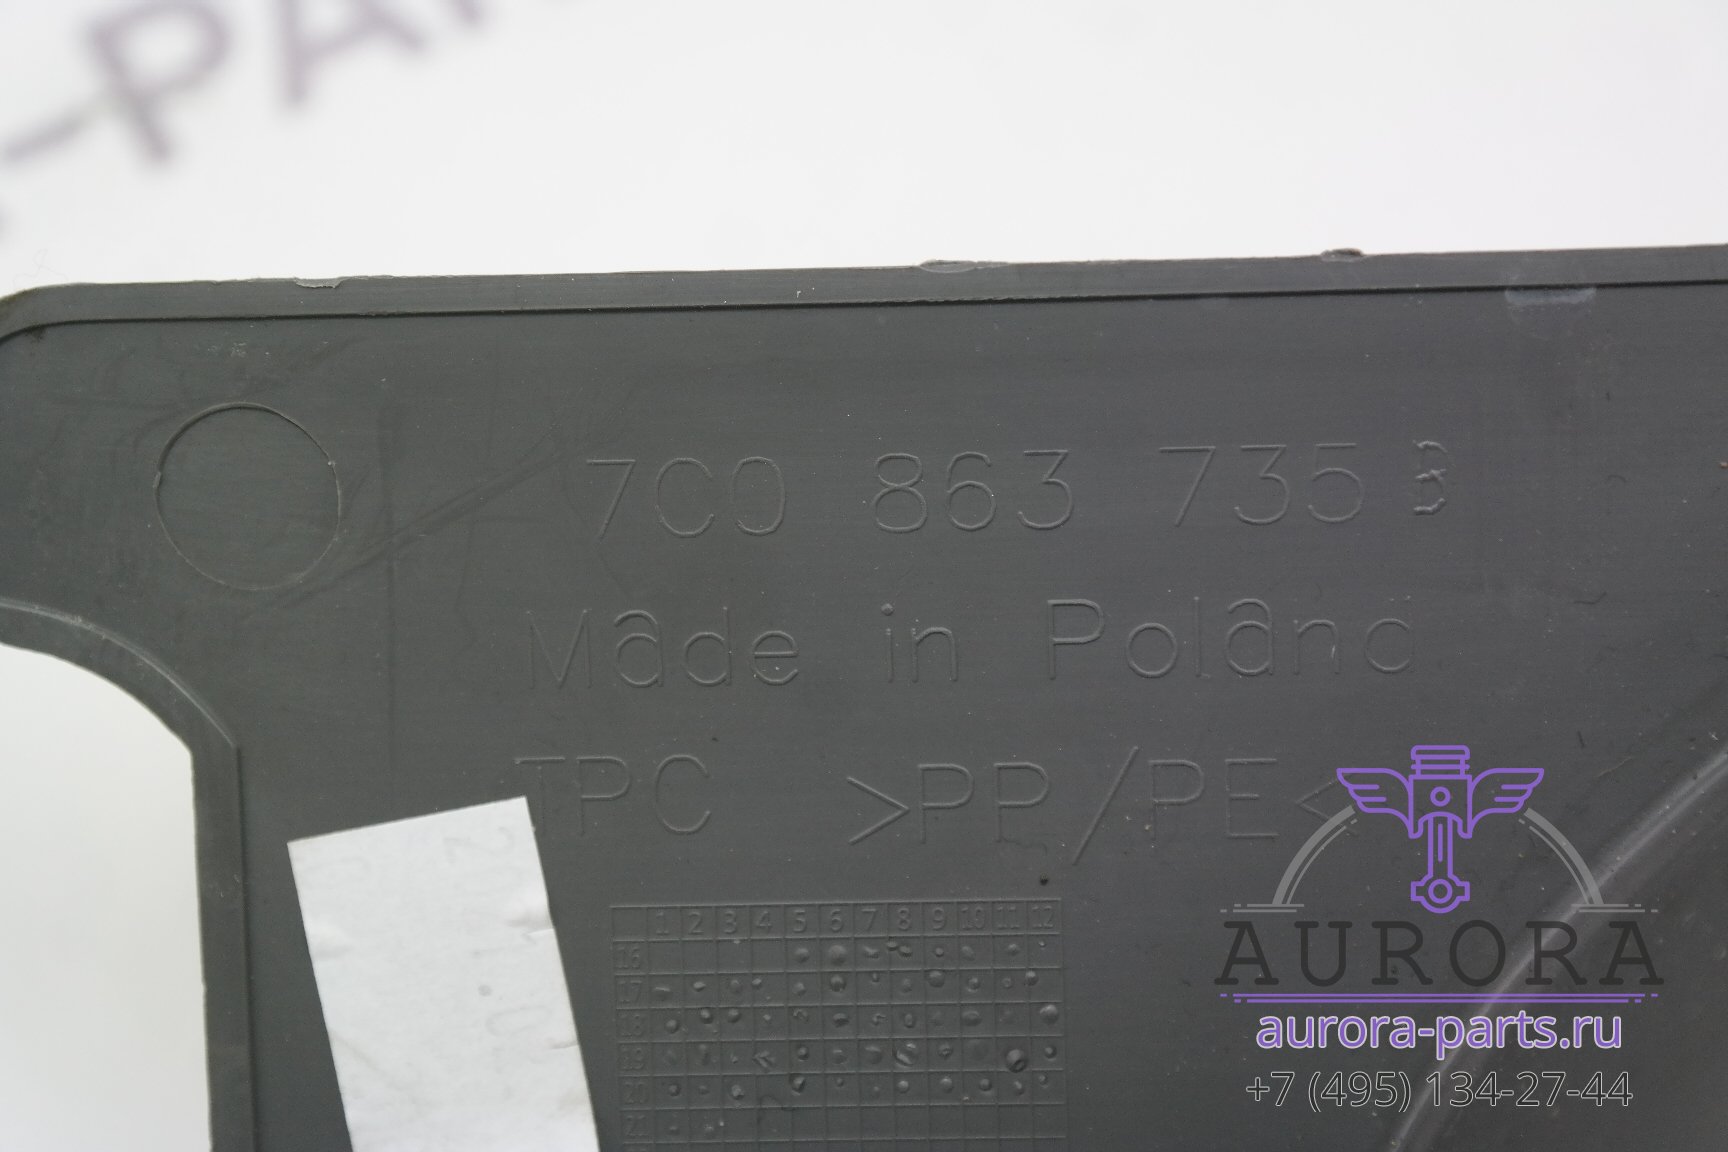 -PA
7C0 863 735 B
Made in Poland
TPC >PP/PE<
1 2 3 4 5 6 7 8 9 10 11 12
16
17
18
19
20
21
AURORA
aurora-parts.ru
+7 (495) 134-27-44